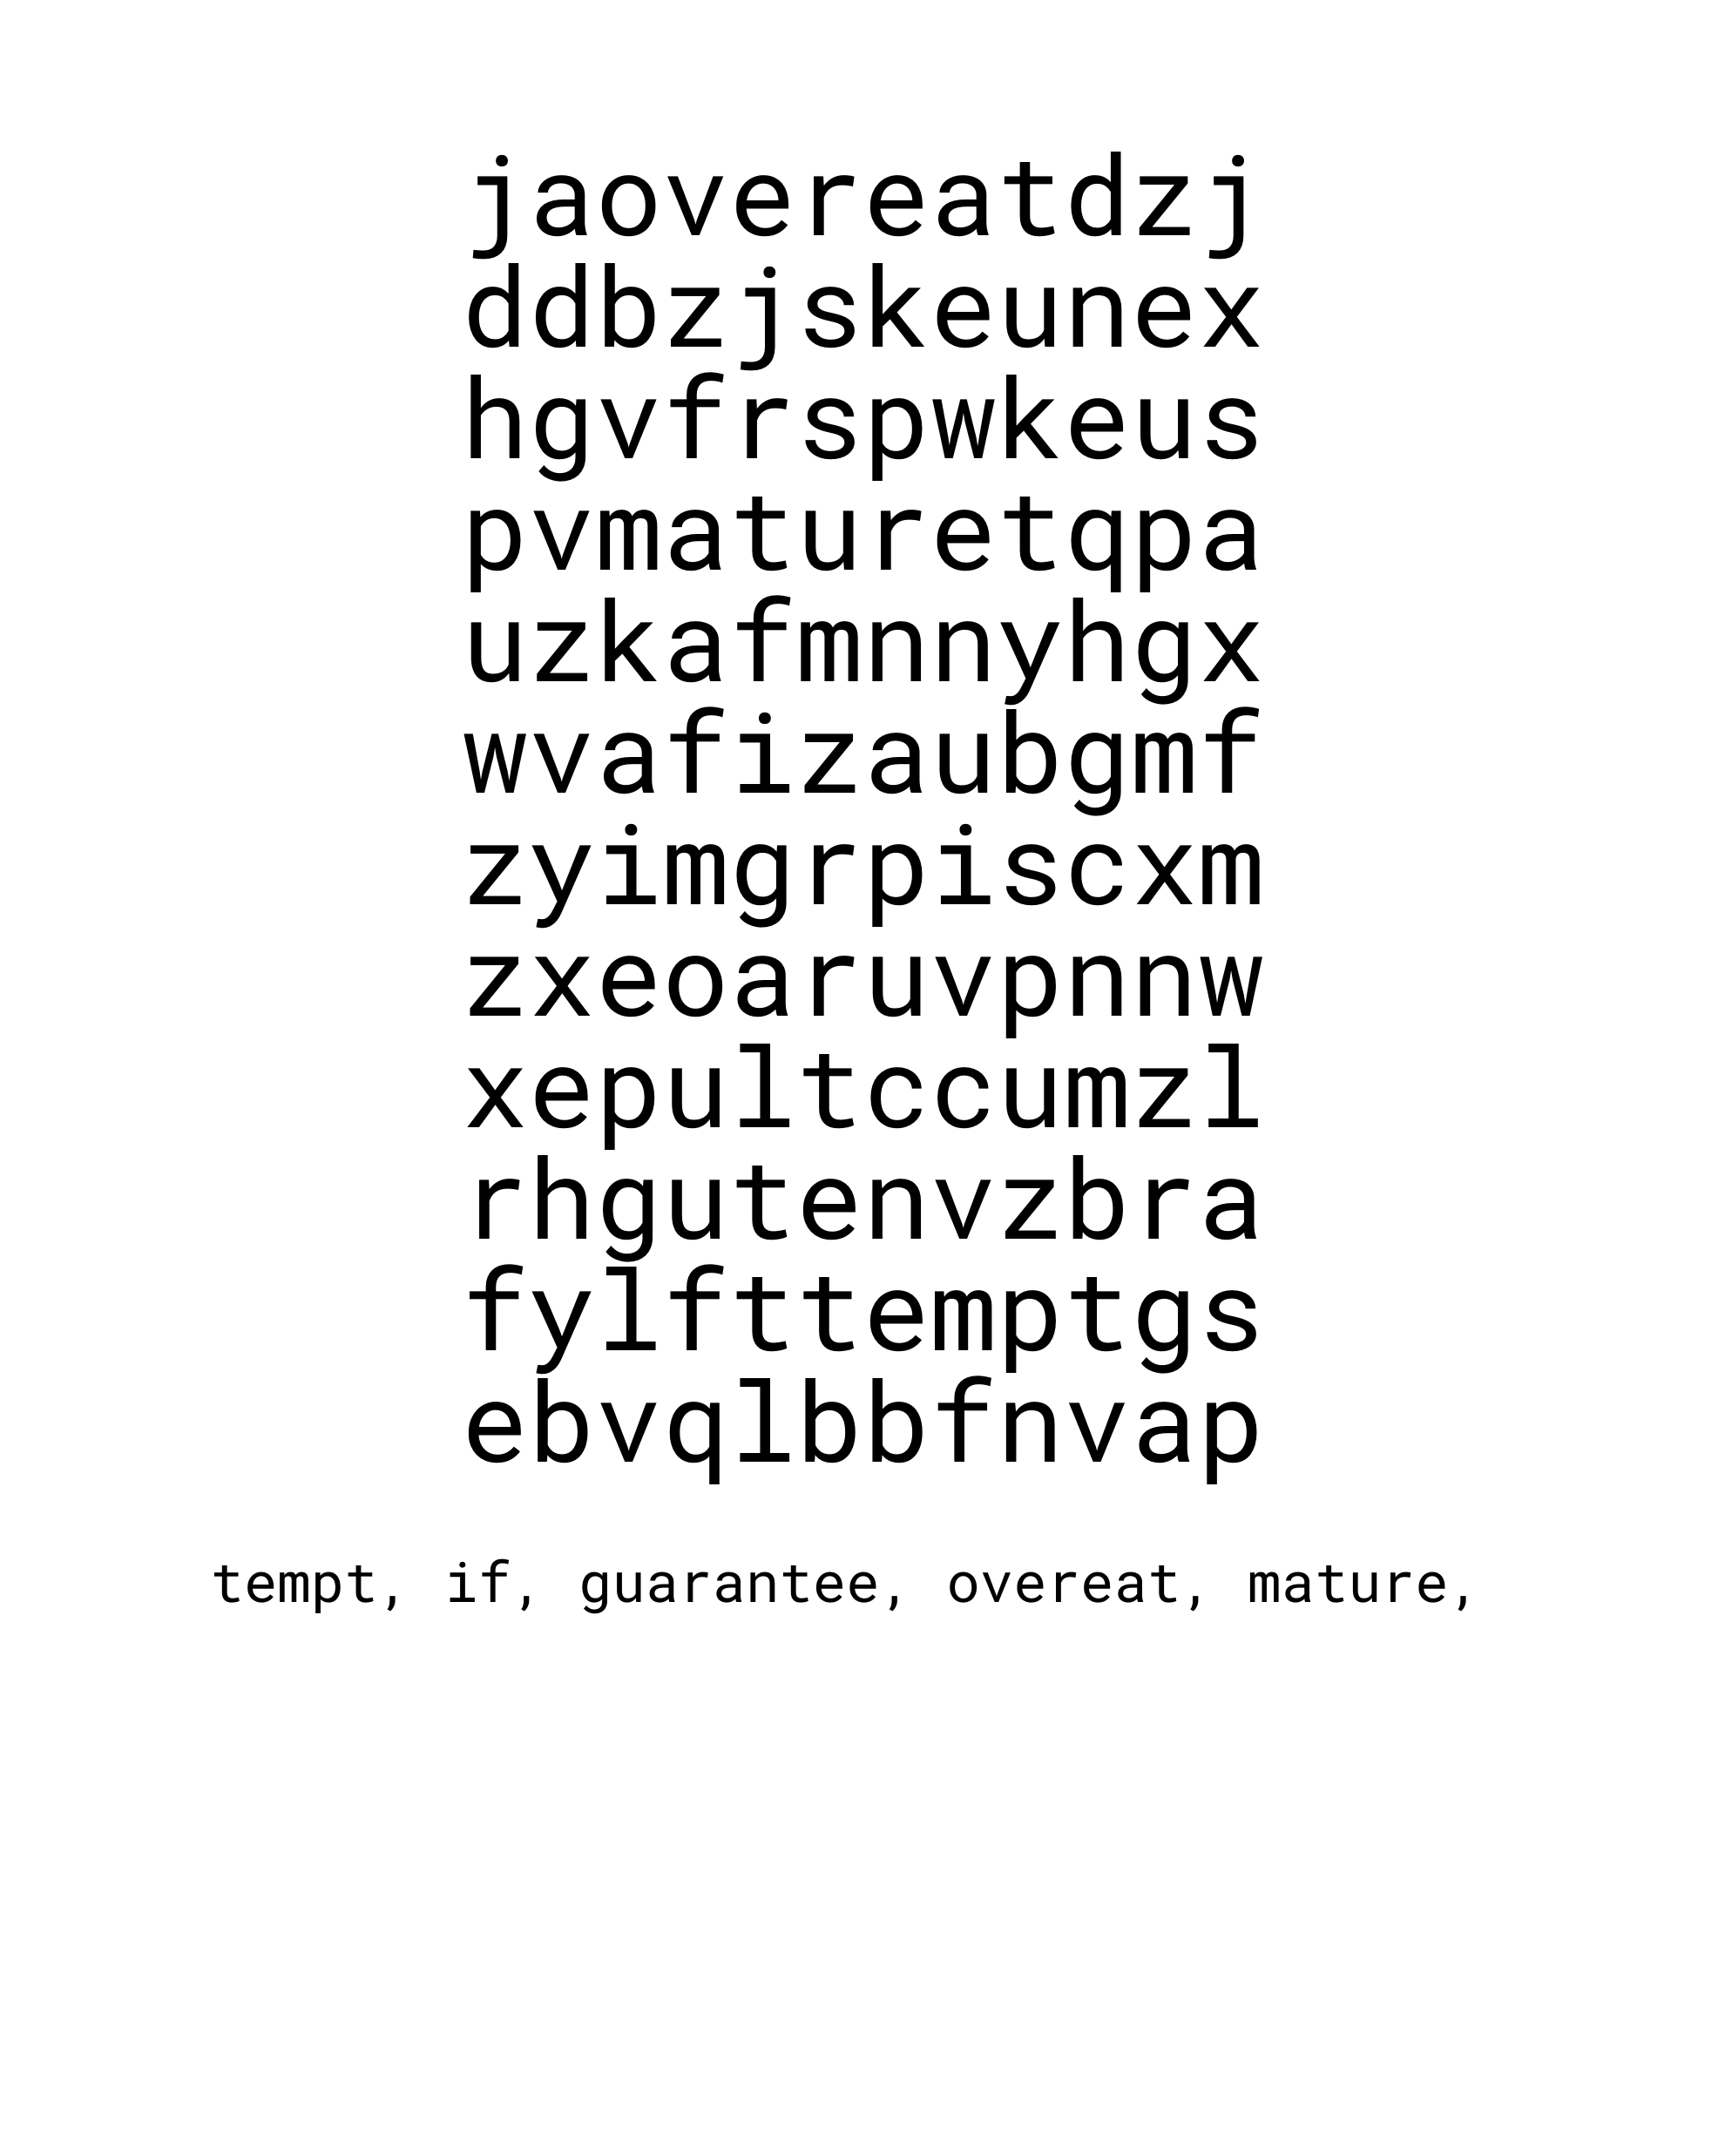 jaovereatdzj
ddbzjskeunex
hgvfrspwkeus
pvmaturetqpa
uzkafmnnyhgx
wvafizaubgmf
zyimgrpiscxm
zxeoaruvpnnw
xepultccumzl
rhgutenvzbra
fylfttemptgs
ebvqlbbfnvap
tempt, if, guarantee, overeat, mature,